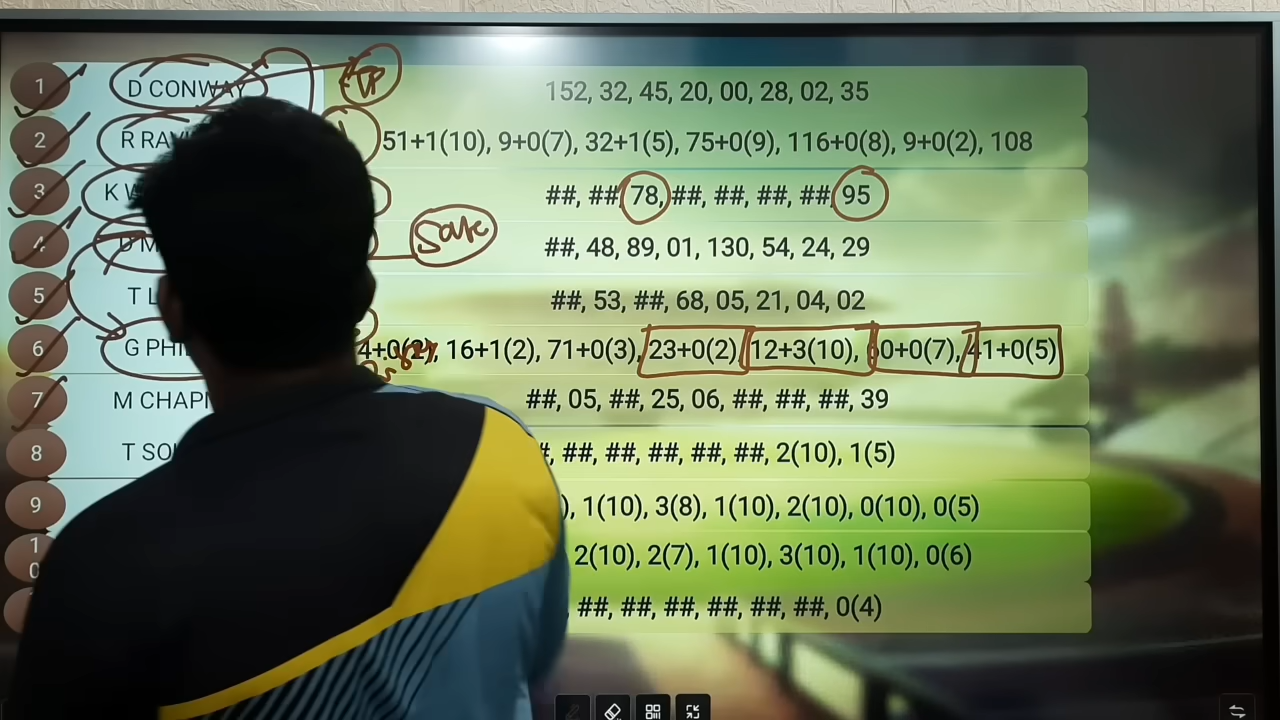 1 D CONWAY VP 152, 32, 45, 20, 00, 28, 02, 35
2 51+1(10), 9+0(7), 32+1(5), 75+0(9), 116+0(8), 9+0(2), 108
3 K ##, ##, 78, ##, ##, ##, ##, 95
4 Safe ##, 48, 89, 01, 130, 54, 24, 29
5 T ##, 53, ##, 68, 05, 21, 04, 02
6 G 16+1(2), 71+0(3), 23+0(2), 12+3(10), 60+0(7), 41+0(5)
7 M ##, 05, ##, 25, 06, ##, ##, ##, 39
8 T ##, ##, ##, ##, ##, 2(10), 1(5)
9 1(10), 3(8), 1(10), 2(10), 0(10), 0(5)
10 2(10), 2(7), 1(10), 3(10), 1(10), 0(6)
##, ##, ##, ##, ##, ##, 0(4)